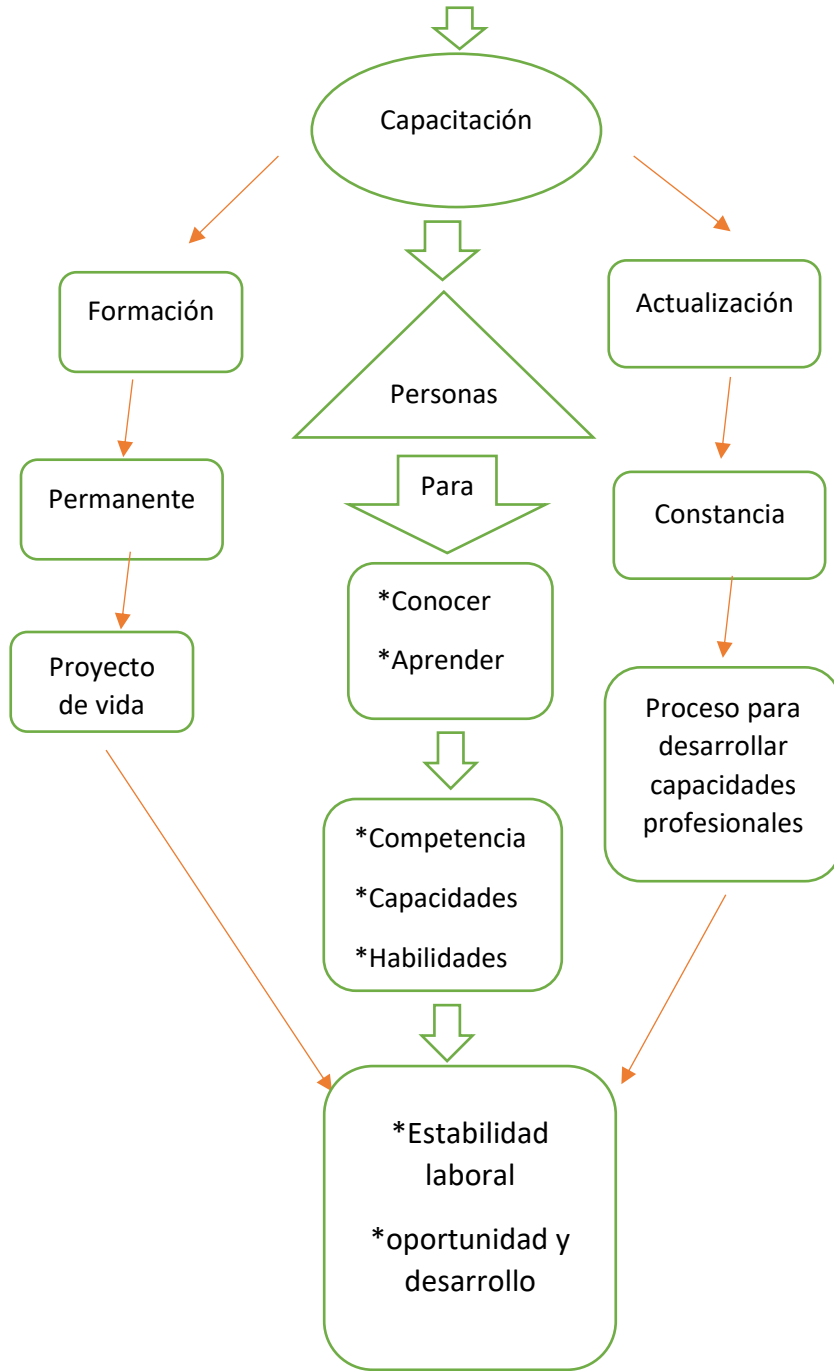 Capacitación
Formación
Personas
Actualización
Permanente
Para
Constancia
*Conocer
*Aprender
Proyecto
de vida
Proceso para
desarrollar
capacidades
profesionales
*Competencia
*Capacidades
*Habilidades
*Estabilidad
laboral
*oportunidad y
desarrollo